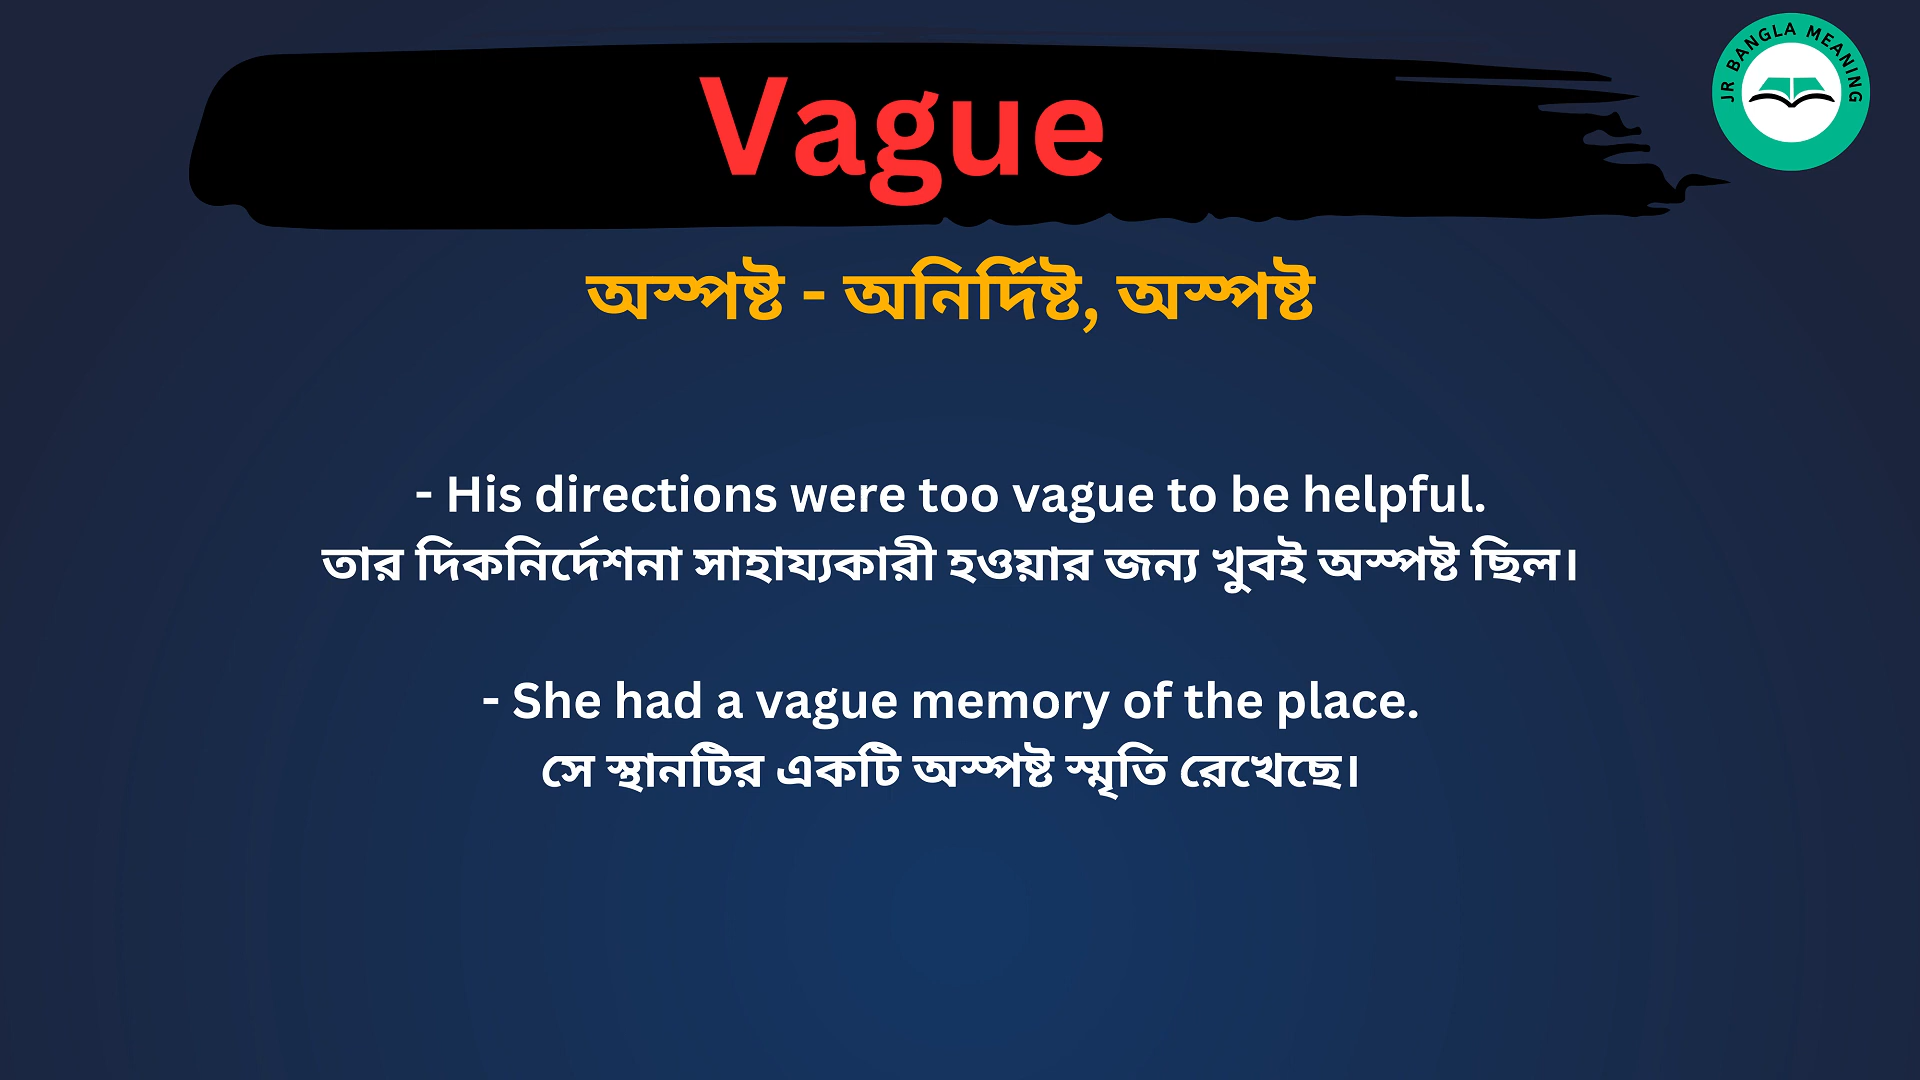 JR BANGLA MEANING
Vague
অস্পষ্ট - অনির্দিষ্ট, অস্পষ্ট
- His directions were too vague to be helpful.
তার দিকনির্দেশনা সাহায্যকারী হওয়ার জন্য খুবই অস্পষ্ট ছিল।
- She had a vague memory of the place.
সে স্থানটির একটি অস্পষ্ট স্মৃতি রেখেছে।